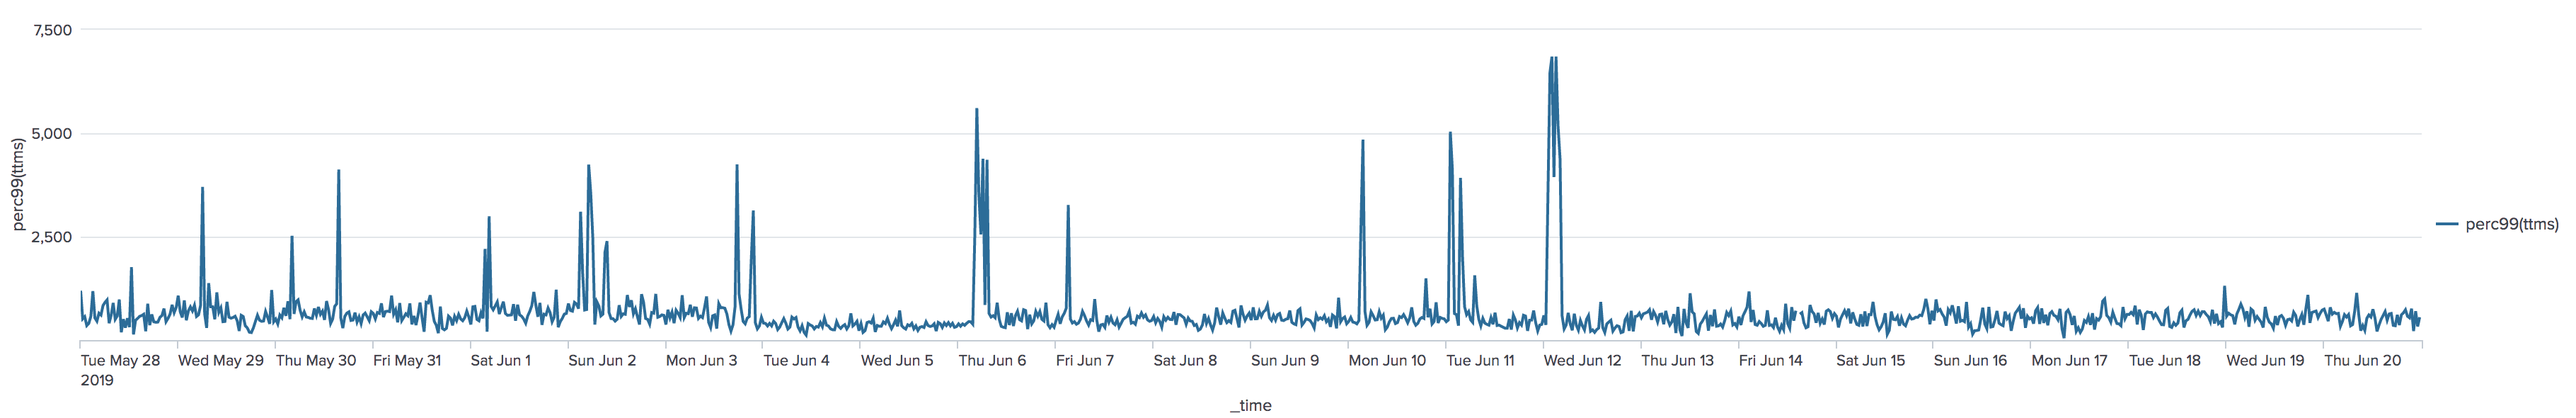 7,500
5,000
2,500
perc99(ttms)
perc99(ttms)
Tue May 28 Wed May 29 Thu May 30 Fri May 31 Sat Jun 1 Sun Jun 2 Mon Jun 3 Tue Jun 4 Wed Jun 5 Thu Jun 6 Fri Jun 7 Sat Jun 8 Sun Jun 9 Mon Jun 10 Tue Jun 11 Wed Jun 12 Thu Jun 13 Fri Jun 14 Sat Jun 15 Sun Jun 16 Mon Jun 17 Tue Jun 18 Wed Jun 19 Thu Jun 20
2019
_time